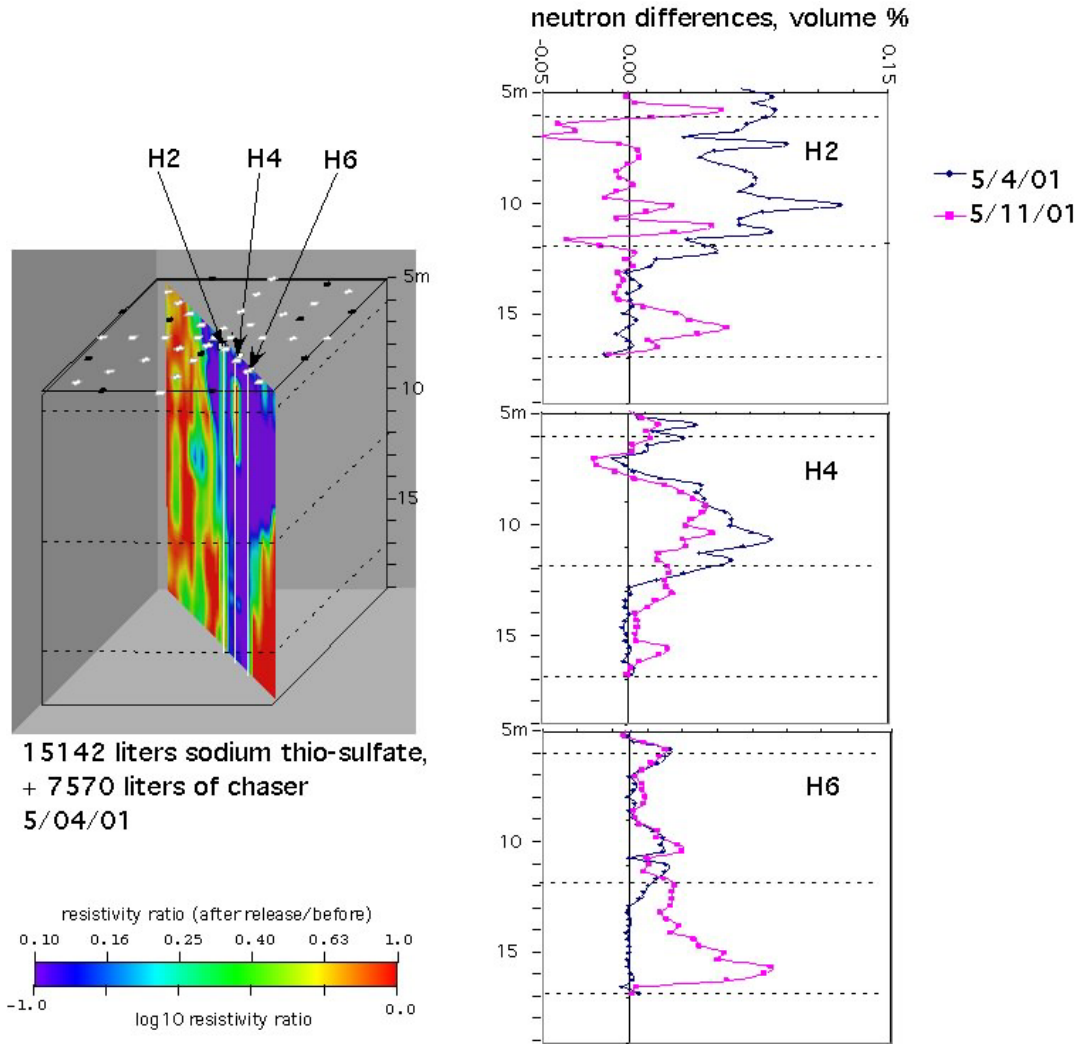 neutron differences, volume %
-0.05
0.00
0.15
5m
10
15
H2
5/4/01
5/11/01
H2
H4
H6
5m
10
15
5m
10
15
H4
5m
10
15
H6
15142 liters sodium thio-sulfate,
+ 7570 liters of chaser
5/04/01
resistivity ratio (after release/before)
0.10 0.16 0.25 0.40 0.63 1.0
-1.0 0.0
log10 resistivity ratio